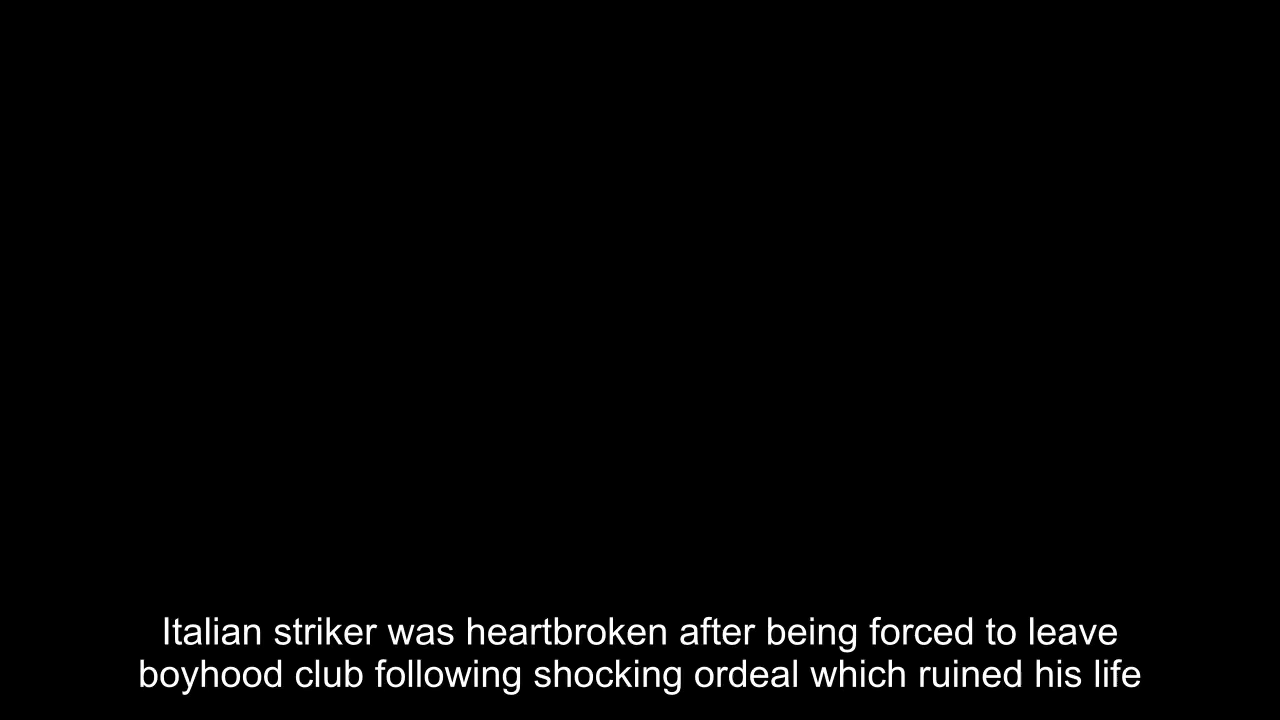 Italian striker was heartbroken after being forced to leave
boyhood club following shocking ordeal which ruined his life